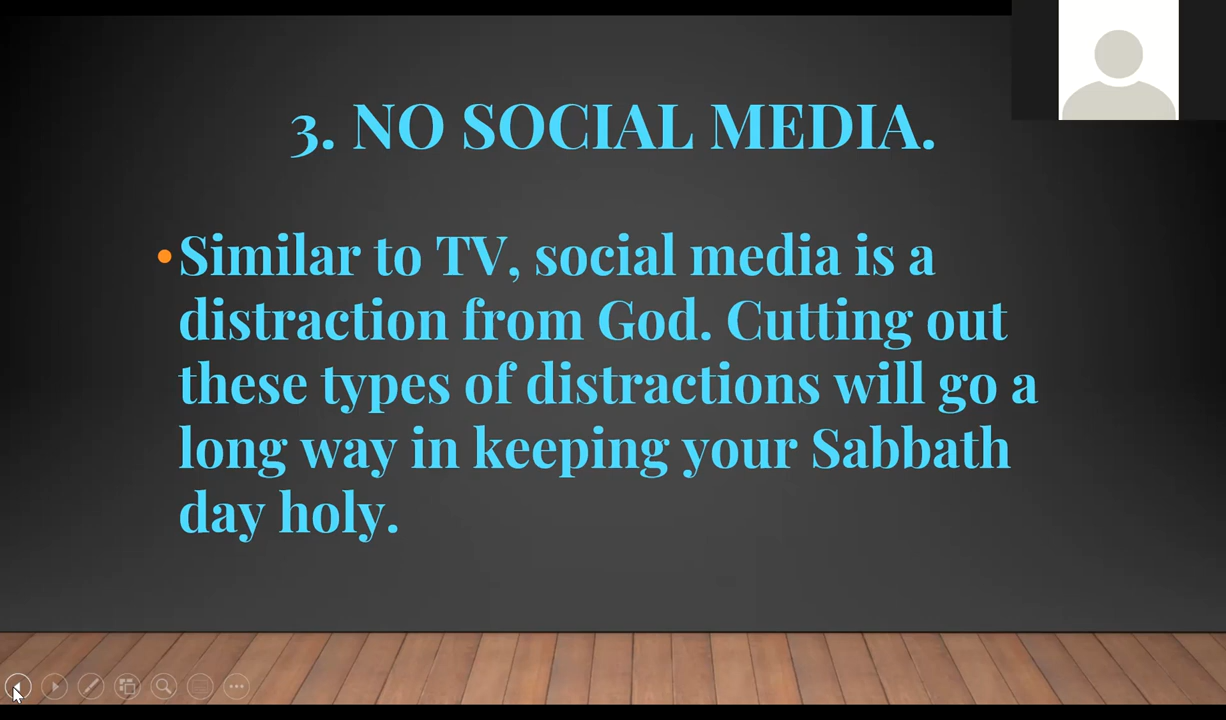 3. NO SOCIAL MEDIA.
Similar to TV, social media is a
distraction from God. Cutting out
these types of distractions will go a
long way in keeping your Sabbath
day holy.